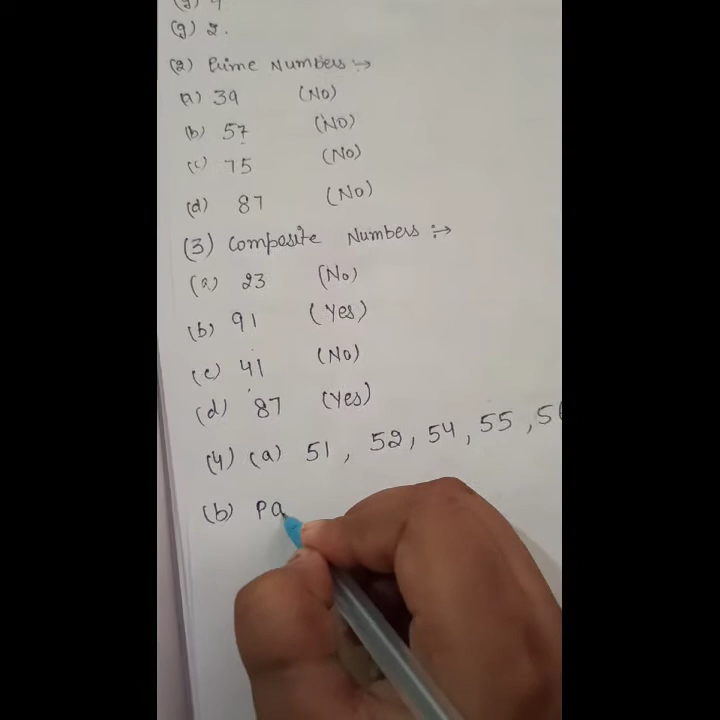 (g) 2.
(2) Prime Numbers :→
(a) 39 (No)
(b) 57 (No)
(c) 75 (No)
(d) 87 (No)
(3) Composite Numbers :→
(a) 23 (No)
(b) 91 (Yes)
(c) 41 (No)
(d) 87 (Yes)
(4) (a) 51, 52, 54, 55, 5
(b) Pa